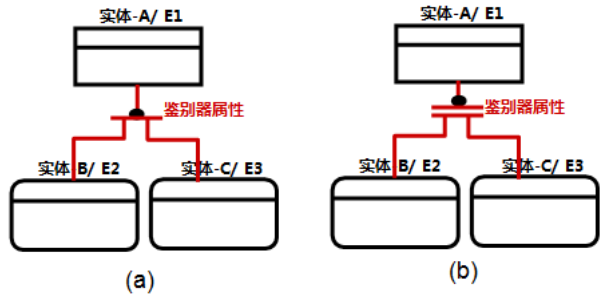 实体-A/ E1
鉴别器属性
实体 B/ E2
实体-C/ E3
(a)
实体-A/ E1
鉴别器属性
实体 B/ E2
实体-C/ E3
(b)